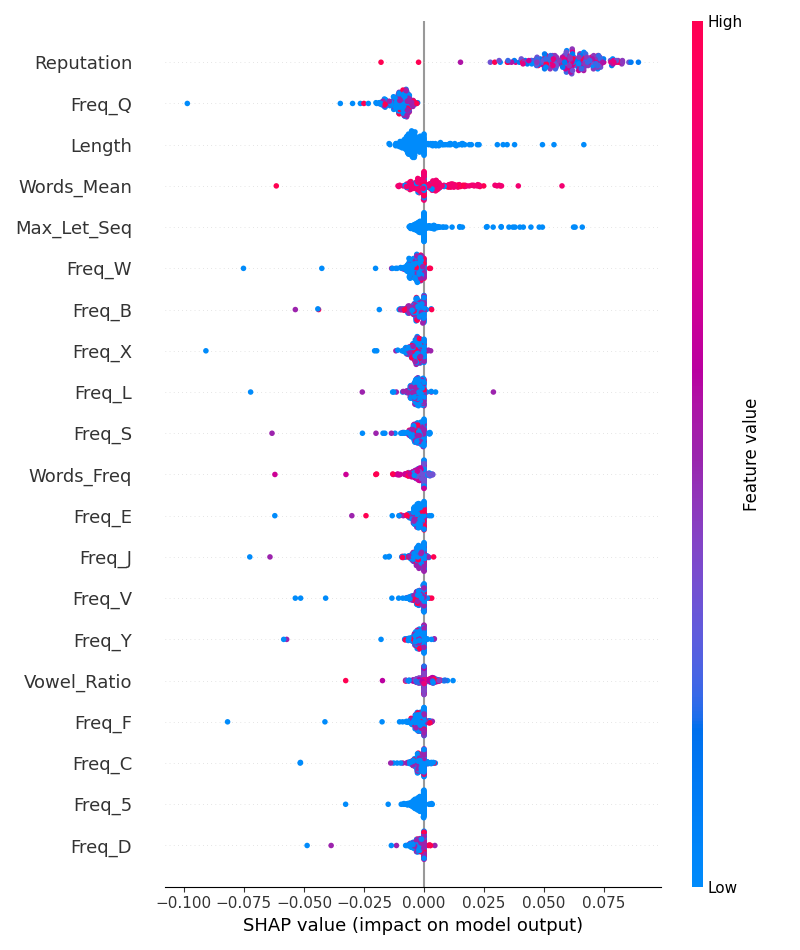 High
Reputation
Freq_Q
Length
Words_Mean
Max_Let_Seq
Freq_W
Freq_B
Freq_X
Freq_L
Freq_S
Words_Freq
Freq_E
Freq_J
Freq_V
Freq_Y
Vowel_Ratio
Freq_F
Freq_C
Freq_5
Freq_D
Feature value
Low
−0.100 −0.075 −0.050 −0.025 0.000 0.025 0.050 0.075
SHAP value (impact on model output)